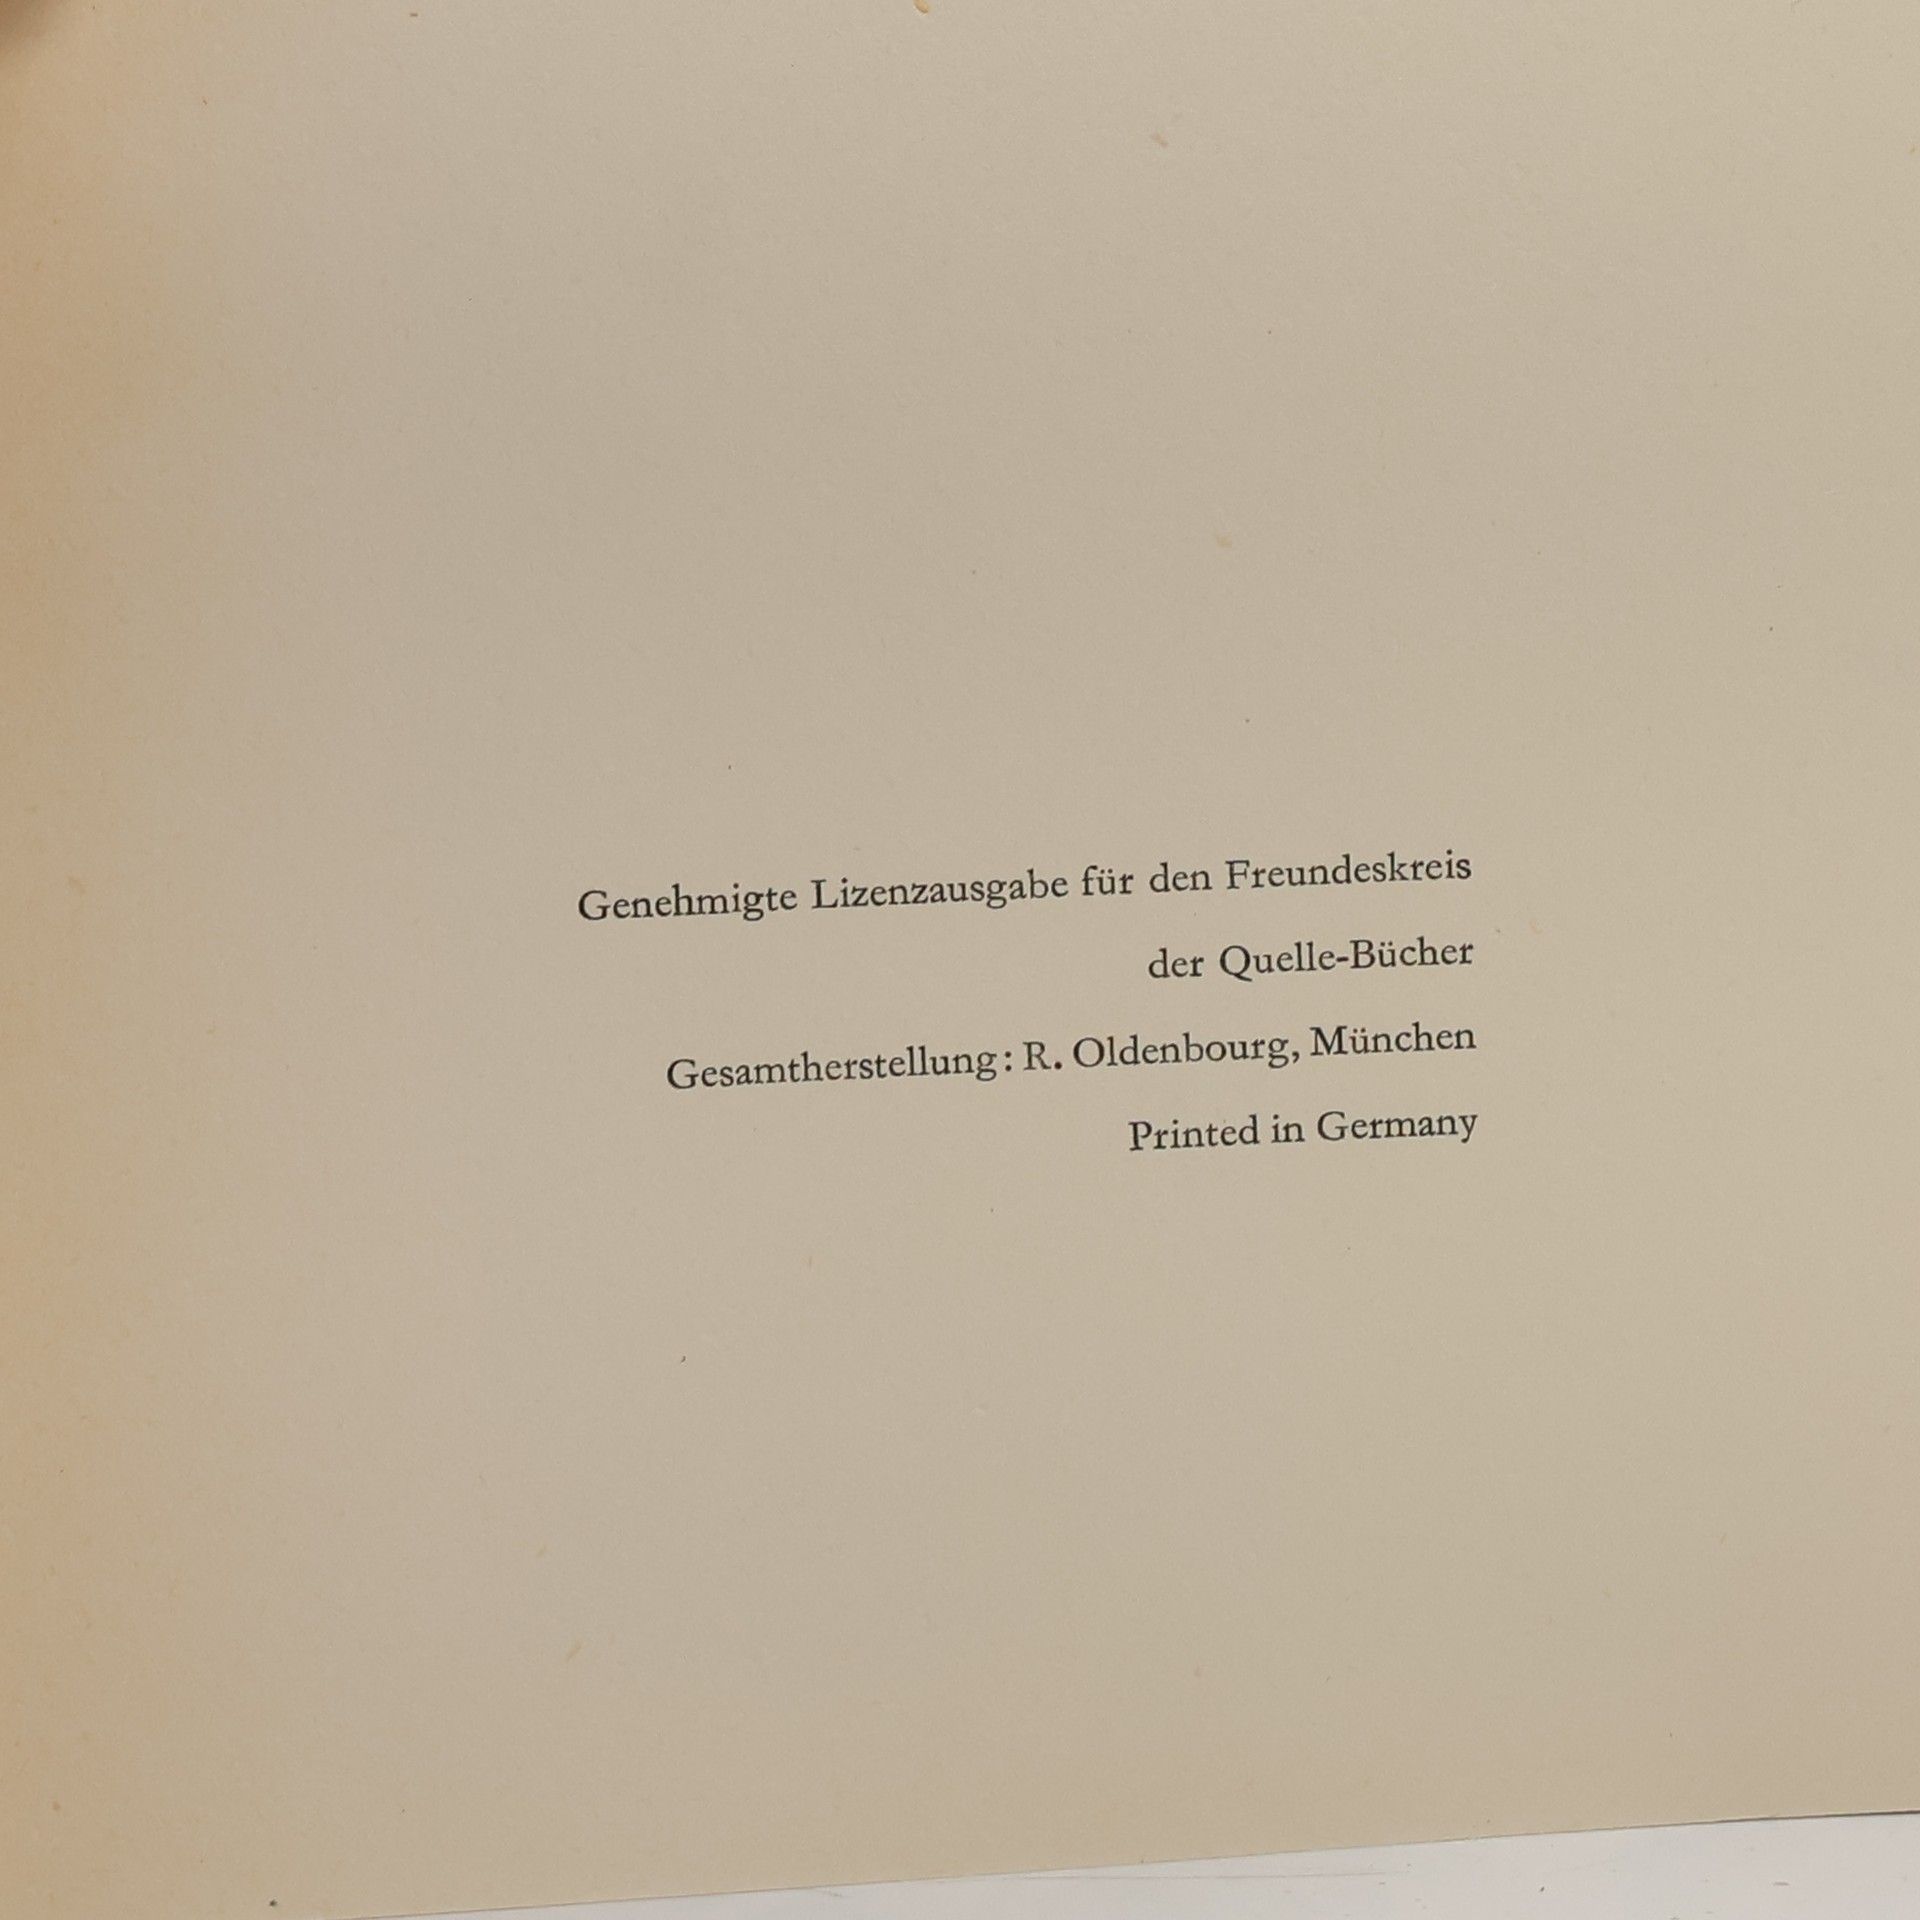 Genehmigte Lizenzausgabe für den Freundeskreis
der Quelle-Bücher
Gesamtherstellung: R. Oldenbourg, München
Printed in Germany